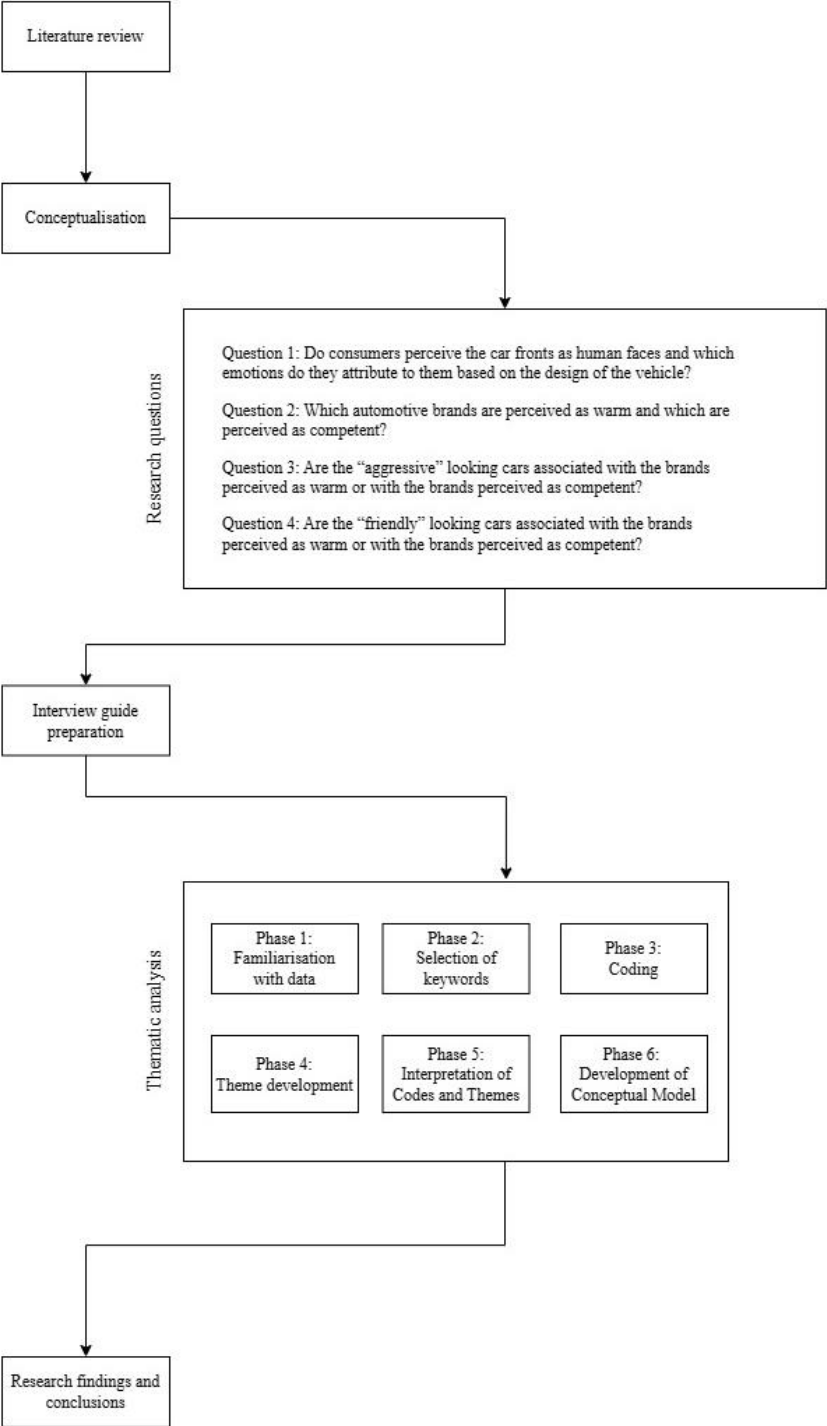 Literature review
Conceptualisation
Research questions
Question 1: Do consumers perceive the car fronts as human faces and which
emotions do they attribute to them based on the design of the vehicle?
Question 2: Which automotive brands are perceived as warm and which are
perceived as competent?
Question 3: Are the “aggressive” looking cars associated with the brands
perceived as warm or with the brands perceived as competent?
Question 4: Are the “friendly” looking cars associated with the brands
perceived as warm or with the brands perceived as competent?
Interview guide
preparation
Thematic analysis
Phase 1:
Familiarisation
with data
Phase 2:
Selection of
keywords
Phase 3:
Coding
Phase 4:
Theme development
Phase 5:
Interpretation of
Codes and Themes
Phase 6:
Development of
Conceptual Model
Research findings and
conclusions